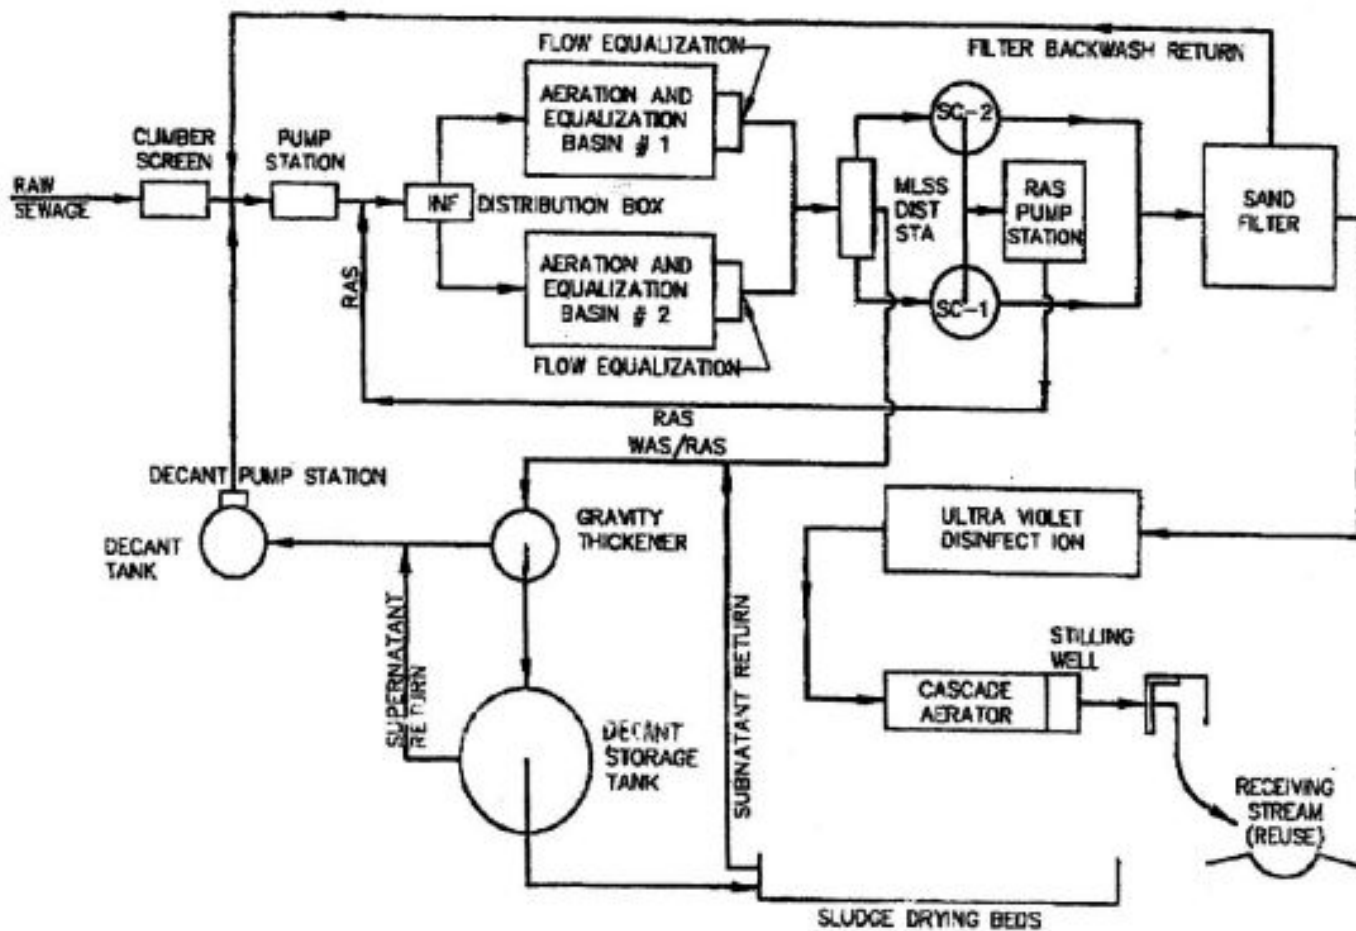 FLOW EQUALIZATION
FILTER BACKWASH RETURN
AERATION AND
EQUALIZATION
BASIN # 1
SC-2
CLIMBER
SCREEN
PUMP
STATION
RAW
SEWAGE
INF
DISTRIBUTION BOX
MLSS
DIST
STA
RAS
PUMP
STATION
SAND
FILTER
RAS
AERATION AND
EQUALIZATION
BASIN # 2
SC-1
FLOW EQUALIZATION
RAS
WAS/RAS
DECANT PUMP STATION
DECANT
TANK
GRAVITY
THICKENER
ULTRA VIOLET
DISINFECTION
SUPERNATANT
RETURN
SUBNATANT RETURN
STILLING
WELL
CASCADE
AERATOR
DECANT
STORAGE
TANK
RECEIVING
STREAM
(REUSE)
SLUDGE DRYING BEDS